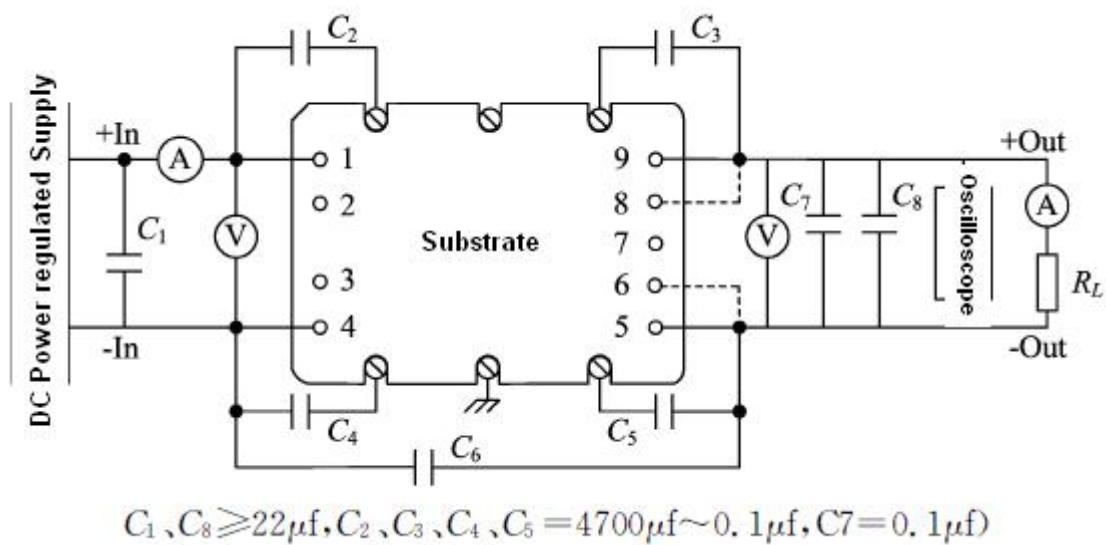 C2
C3
DC Power regulated Supply
+In
A
1
9
+Out
2
8
C7
C8
Oscilloscope
A
C1
V
Substrate
7
V
3
6
RL
4
5
-In
-Out
C4
C5
C6
C1、C8≥22μf,C2、C3、C4、C5=4700μf~0.1μf,C7=0.1μf)